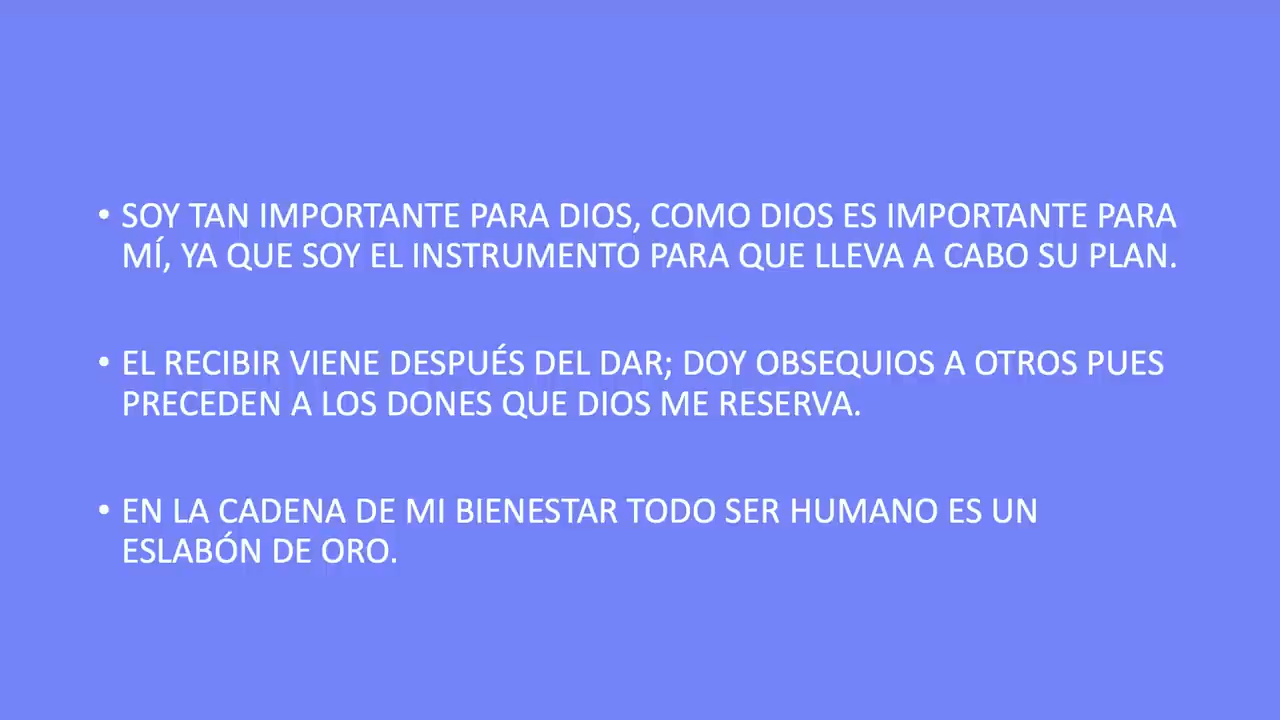 • SOY TAN IMPORTANTE PARA DIOS, COMO DIOS ES IMPORTANTE PARA
MÍ, YA QUE SOY EL INSTRUMENTO PARA QUE LLEVA A CABO SU PLAN.
• EL RECIBIR VIENE DESPUÉS DEL DAR; DOY OBSEQUIOS A OTROS PUES
PRECEDEN A LOS DONES QUE DIOS ME RESERVA.
• EN LA CADENA DE MI BIENESTAR TODO SER HUMANO ES UN
ESLABÓN DE ORO.